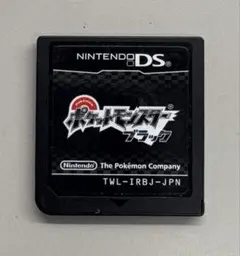 NINTENDO DS
ポケットモンスター
ブラック
Nintendo The Pokémon Company
TWL-IRBJ-JPN